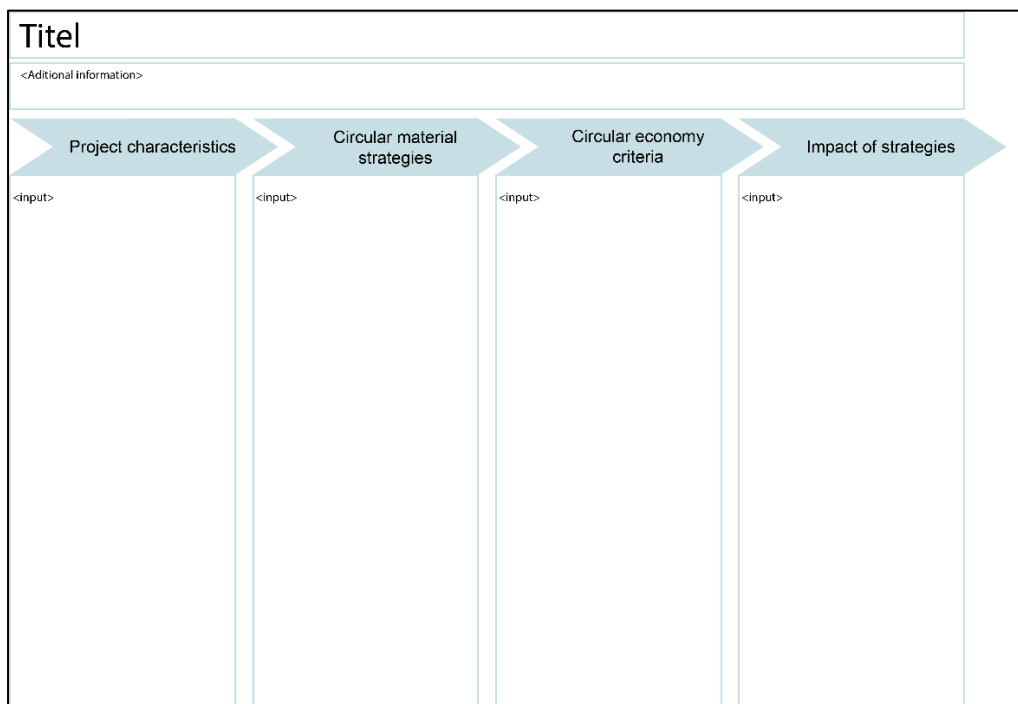 Titel
<Aditional information>
Project characteristics
Circular material
strategies
Circular economy
criteria
Impact of strategies
<input>
<input>
<input>
<input>